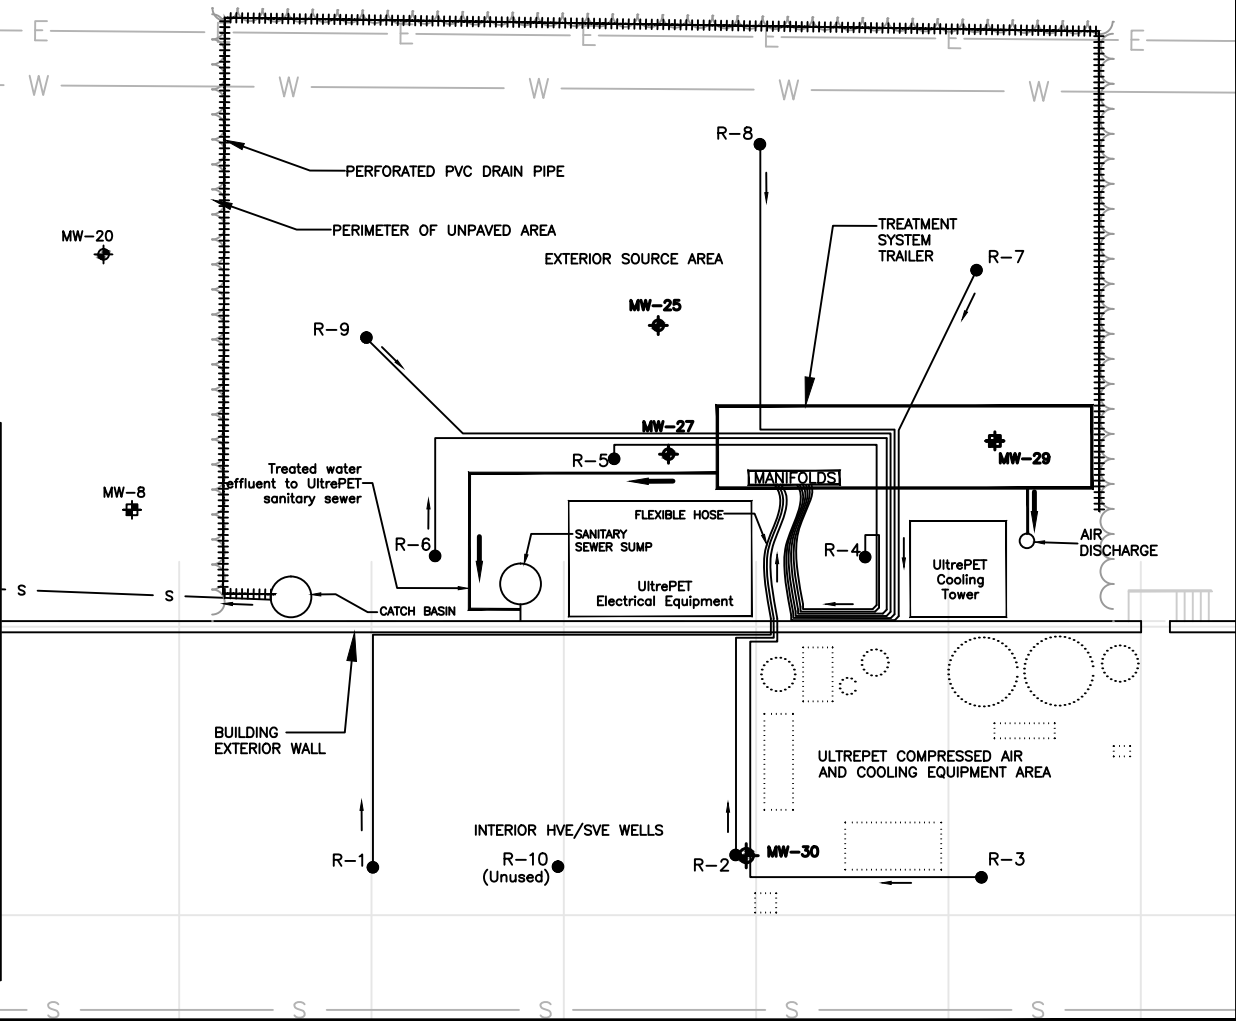 E
E
E
E
E
W
W
W
W
W
R-8
PERFORATED PVC DRAIN PIPE
PERIMETER OF UNPAVED AREA
TREATMENT
SYSTEM
TRAILER
MW-20
EXTERIOR SOURCE AREA
R-7
MW-25
R-9
MW-27
R-5
MW-29
Treated water
effluent to UltrePET
sanitary sewer
MANIFOLDS
MW-8
FLEXIBLE HOSE
SANITARY
SEWER SUMP
R-6
R-4
AIR
DISCHARGE
UltrePET
Cooling
Tower
UltrePET
Electrical Equipment
S
S
CATCH BASIN
BUILDING
EXTERIOR WALL
ULTREPET COMPRESSED AIR
AND COOLING EQUIPMENT AREA
INTERIOR HVE/SVE WELLS
R-1
R-10
(Unused)
R-2
MW-30
R-3
S
S
S
S
S